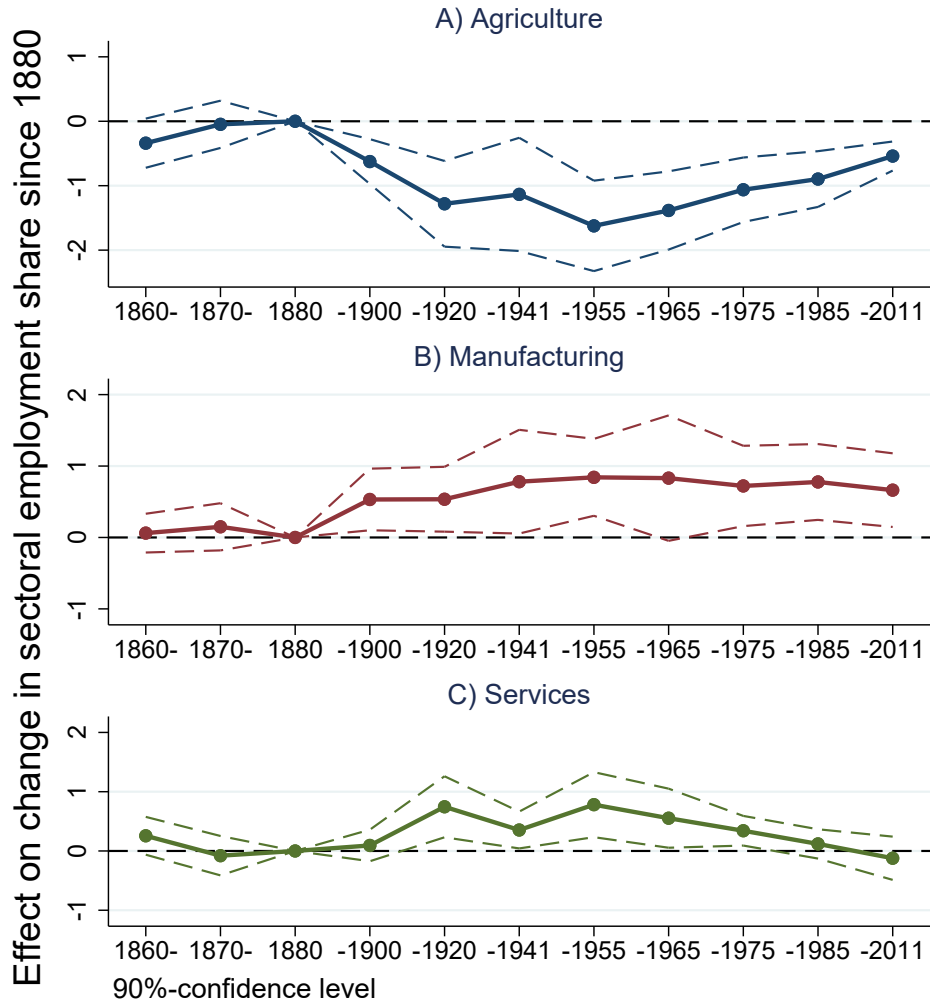 Effect on change in sectoral employment share since 1880
A) Agriculture
1
0
-1
-2
1860- 1870- 1880 -1900 -1920 -1941 -1955 -1965 -1975 -1985 -2011
B) Manufacturing
2
1
0
-1
1860- 1870- 1880 -1900 -1920 -1941 -1955 -1965 -1975 -1985 -2011
C) Services
2
1
0
-1
1860- 1870- 1880 -1900 -1920 -1941 -1955 -1965 -1975 -1985 -2011
90%-confidence level